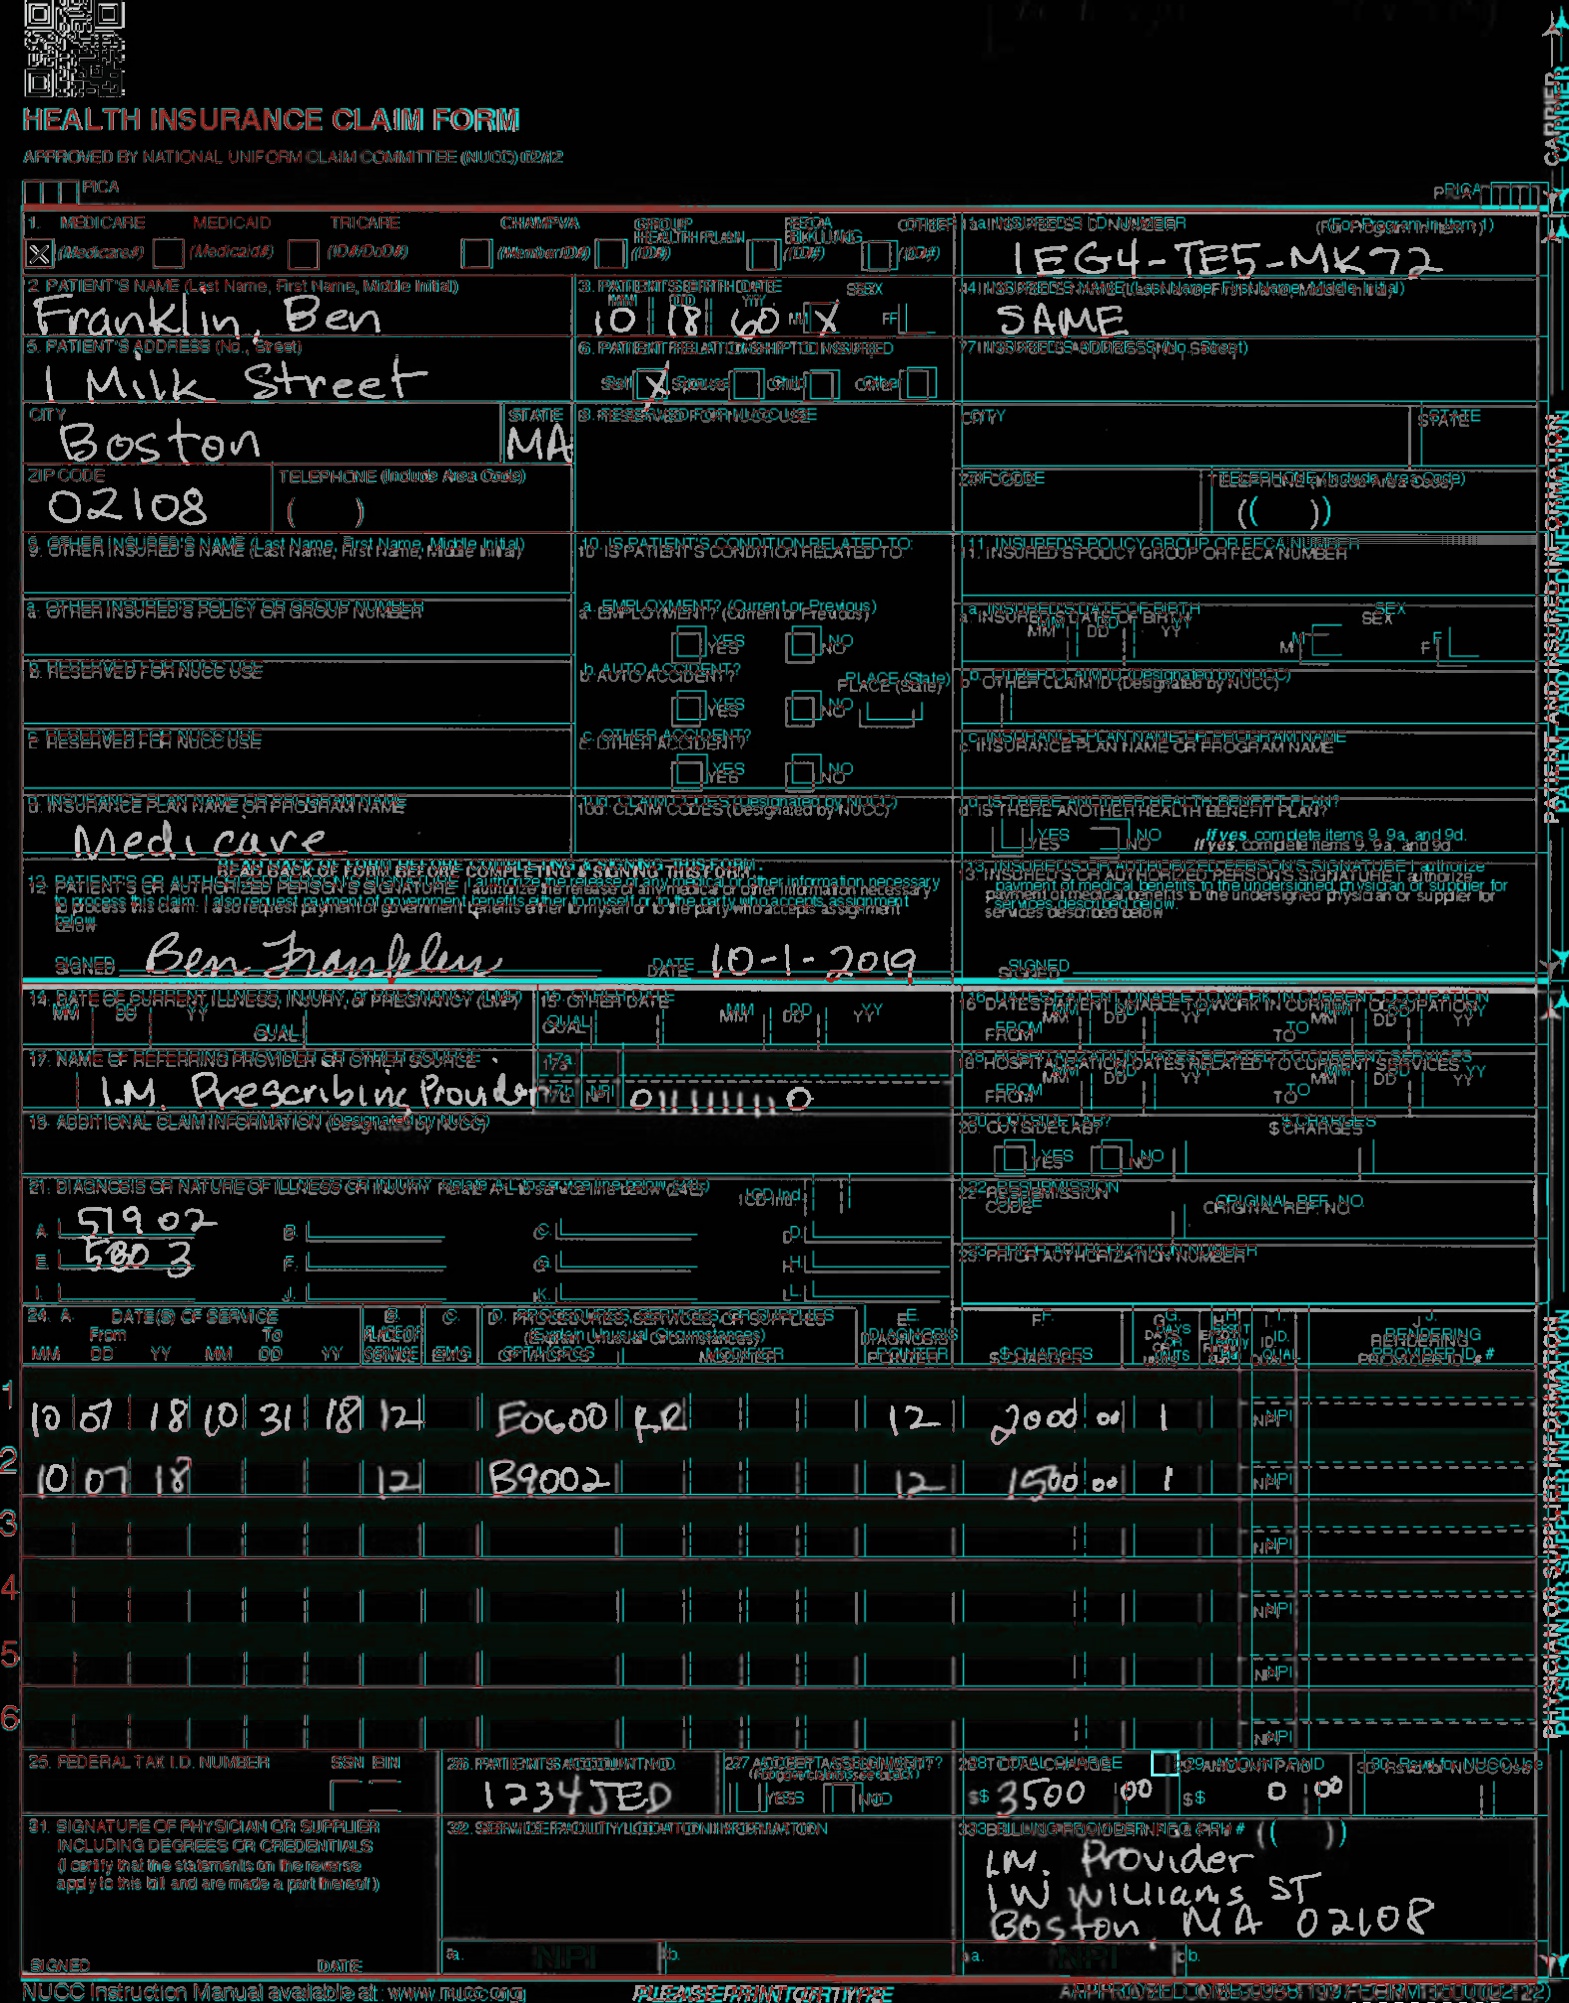 HEALTH INSURANCE CLAIM FORM
APPROVED BY NATIONAL UNIFORM CLAIM COMMITTEE (NUCC) 02/12
PICA PICA
CARRIER
1. MEDICARE MEDICAID TRICARE CHAMPVA GROUP HEALTH PLAN FECA BLK LUNG OTHER
X (Medicare#) (Medicaid#) (ID#/DoD#) (Member ID#) (ID#) (ID#) (ID#)
1a. INSURED'S I.D. NUMBER (For Program in Item 1)
1EG4-TE5-MK72
2. PATIENT'S NAME (Last Name, First Name, Middle Initial)
Franklin, Ben
3. PATIENT'S BIRTH DATE SEX
MM DD YY
10 18 60 M X F
4. INSURED'S NAME (Last Name, First Name, Middle Initial)
SAME
5. PATIENT'S ADDRESS (No., Street)
1 Milk Street
6. PATIENT RELATIONSHIP TO INSURED
Self X Spouse Child Other
7. INSURED'S ADDRESS (No., Street)
CITY STATE
Boston MA
8. RESERVED FOR NUCC USE
CITY STATE
ZIP CODE TELEPHONE (Include Area Code)
02108 ( )
ZIP CODE TELEPHONE (Include Area Code)
( )
9. OTHER INSURED'S NAME (Last Name, First Name, Middle Initial)
10. IS PATIENT'S CONDITION RELATED TO:
11. INSURED'S POLICY GROUP OR FECA NUMBER
a. OTHER INSURED'S POLICY OR GROUP NUMBER
a. EMPLOYMENT? (Current or Previous)
YES NO
a. INSURED'S DATE OF BIRTH SEX
MM DD YY M F
b. RESERVED FOR NUCC USE
b. AUTO ACCIDENT? PLACE (State)
YES NO
b. OTHER CLAIM ID (Designated by NUCC)
c. RESERVED FOR NUCC USE
c. OTHER ACCIDENT?
YES NO
c. INSURANCE PLAN NAME OR PROGRAM NAME
d. INSURANCE PLAN NAME OR PROGRAM NAME
Medicare
10d. CLAIM CODES (Designated by NUCC)
d. IS THERE ANOTHER HEALTH BENEFIT PLAN?
YES NO If yes, complete items 9, 9a, and 9d.
READ BACK OF FORM BEFORE COMPLETING & SIGNING THIS FORM.
12. PATIENT'S OR AUTHORIZED PERSON'S SIGNATURE I authorize the release of any medical or other information necessary
to process this claim. I also request payment of government benefits either to myself or to the party who accepts assignment
below.
SIGNED Ben Franklin DATE 10-1-2019
13. INSURED'S OR AUTHORIZED PERSON'S SIGNATURE I authorize
payment of medical benefits to the undersigned physician or supplier for
services described below.
SIGNED
PATIENT AND INSURED INFORMATION
14. DATE OF CURRENT ILLNESS, INJURY, or PREGNANCY (LMP)
MM DD YY QUAL.
15. OTHER DATE
QUAL. MM DD YY
16. DATES PATIENT UNABLE TO WORK IN CURRENT OCCUPATION
MM DD YY MM DD YY
FROM TO
17. NAME OF REFERRING PROVIDER OR OTHER SOURCE
I.M. Prescribing Provider
17a.
17b. NPI 0111111110
18. HOSPITALIZATION DATES RELATED TO CURRENT SERVICES
MM DD YY MM DD YY
FROM TO
19. ADDITIONAL CLAIM INFORMATION (Designated by NUCC)
20. OUTSIDE LAB? $ CHARGES
YES NO
21. DIAGNOSIS OR NATURE OF ILLNESS OR INJURY Relate A-L to service line below (24E) ICD Ind.
A. 519 02 B. C. D.
E. 580 3 F. G. H.
I. J. K. L.
22. RESUBMISSION CODE ORIGINAL REF. NO.
23. PRIOR AUTHORIZATION NUMBER
24. A. DATE(S) OF SERVICE B. C. D. PROCEDURES, SERVICES, OR SUPPLIES E. F. G. H. I. J.
From To PLACE OF (Explain Unusual Circumstances) DIAGNOSIS DAYS OR UNITS ID. RENDERING
MM DD YY MM DD YY SERVICE EMG CPT/HCPCS MODIFIER POINTER $ CHARGES QUAL. PROVIDER ID. #
1 10 07 18 10 31 18 12 E0600 RR 12 2000 00 1 NPI
2 10 07 18 12 B9002 12 1500 00 1 NPI
3 NPI
4 NPI
5 NPI
6 NPI
25. FEDERAL TAX I.D. NUMBER SSN EIN
26. PATIENT'S ACCOUNT NO.
1234JED
27. ACCEPT ASSIGNMENT?
YES NO
28. TOTAL CHARGE
$ 3500 00
29. AMOUNT PAID
$ 0 00
30. Rsvd for NUCC Use
31. SIGNATURE OF PHYSICIAN OR SUPPLIER
INCLUDING DEGREES OR CREDENTIALS
(I certify that the statements on the reverse
apply to this bill and are made a part thereof.)
SIGNED DATE
32. SERVICE FACILITY LOCATION INFORMATION
a. NPI b.
33. BILLING PROVIDER INFO & PH # ( )
I.M. Provider
1 W Williams ST
Boston, MA 02108
a. NPI b.
PHYSICIAN OR SUPPLIER INFORMATION
NUCC Instruction Manual available at: www.nucc.org
PLEASE PRINT OR TYPE